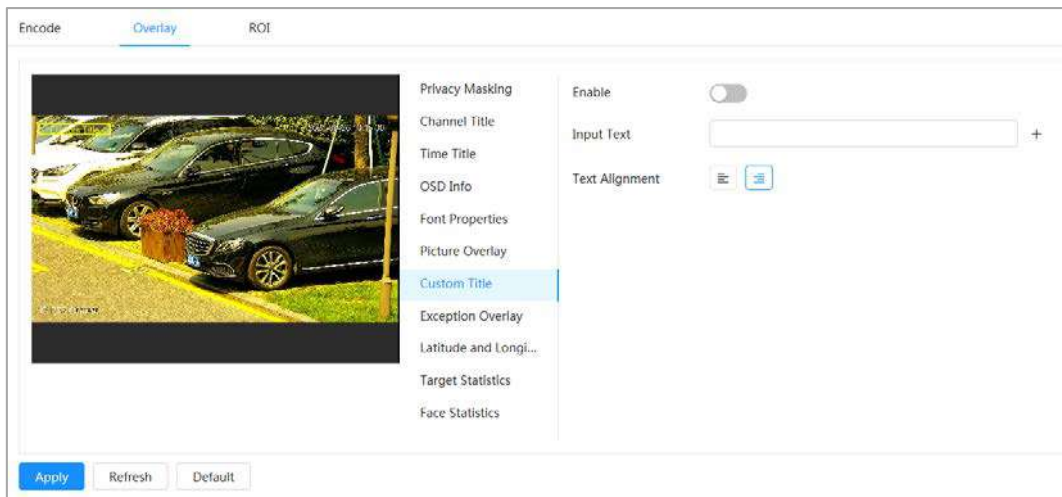 Encode Overlay ROI
Privacy Masking
Channel Title
Time Title
OSD Info
Font Properties
Picture Overlay
Custom Title
Exception Overlay
Latitude and Longi...
Target Statistics
Face Statistics
Enable
Input Text
+
Text Alignment
Apply Refresh Default